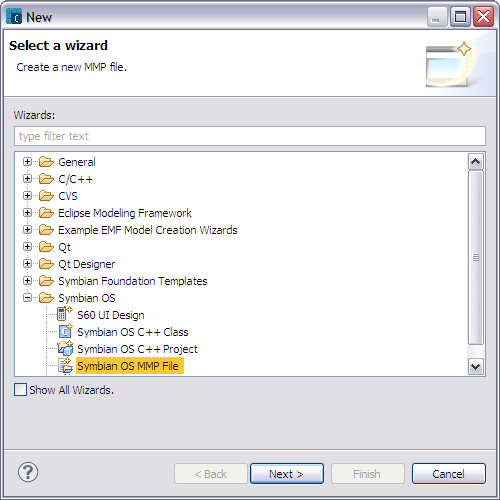 New
Select a wizard
Create a new MMP file.
Wizards:
type filter text
General
C/C++
CVS
Eclipse Modeling Framework
Example EMF Model Creation Wizards
Qt
Qt Designer
Symbian Foundation Templates
Symbian OS
S60 UI Design
Symbian OS C++ Class
Symbian OS C++ Project
Symbian OS MMP File
Show All Wizards.
< Back Next > Finish Cancel